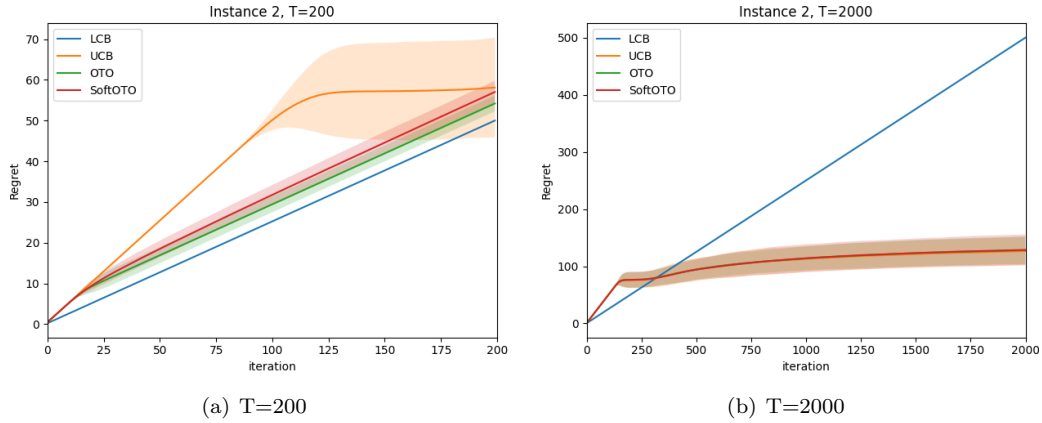 Instance 2, T=200
Regret
70
60
50
40
30
20
10
0
LCB
UCB
OTO
SoftOTO
0 25 50 75 100 125 150 175 200
iteration
(a) T=200
Instance 2, T=2000
Regret
500
400
300
200
100
0
LCB
UCB
OTO
SoftOTO
0 250 500 750 1000 1250 1500 1750 2000
iteration
(b) T=2000